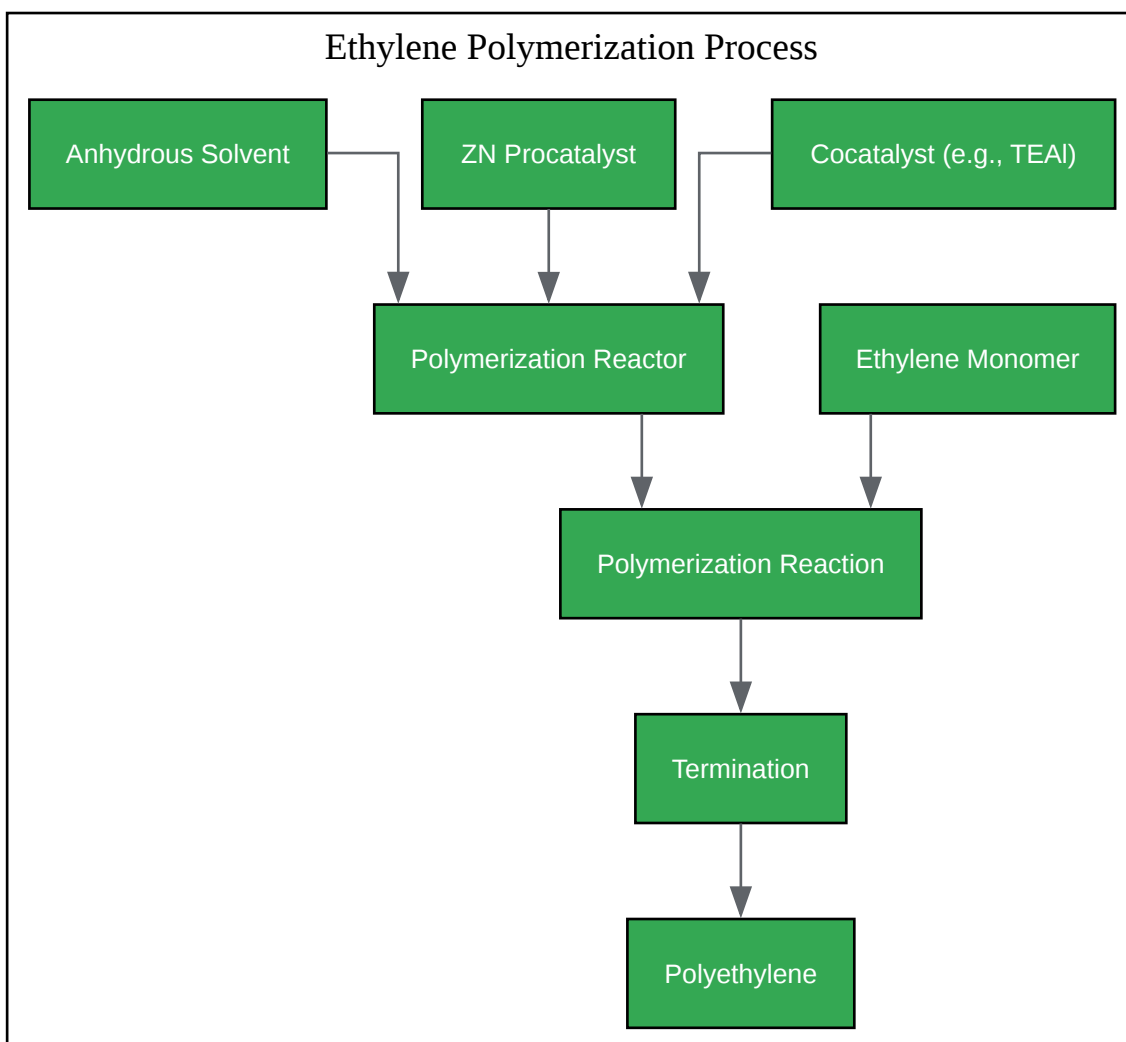 Ethylene Polymerization Process
Anhydrous Solvent
ZN Procatalyst
Cocatalyst (e.g., TEAl)
Polymerization Reactor
Ethylene Monomer
Polymerization Reaction
Termination
Polyethylene